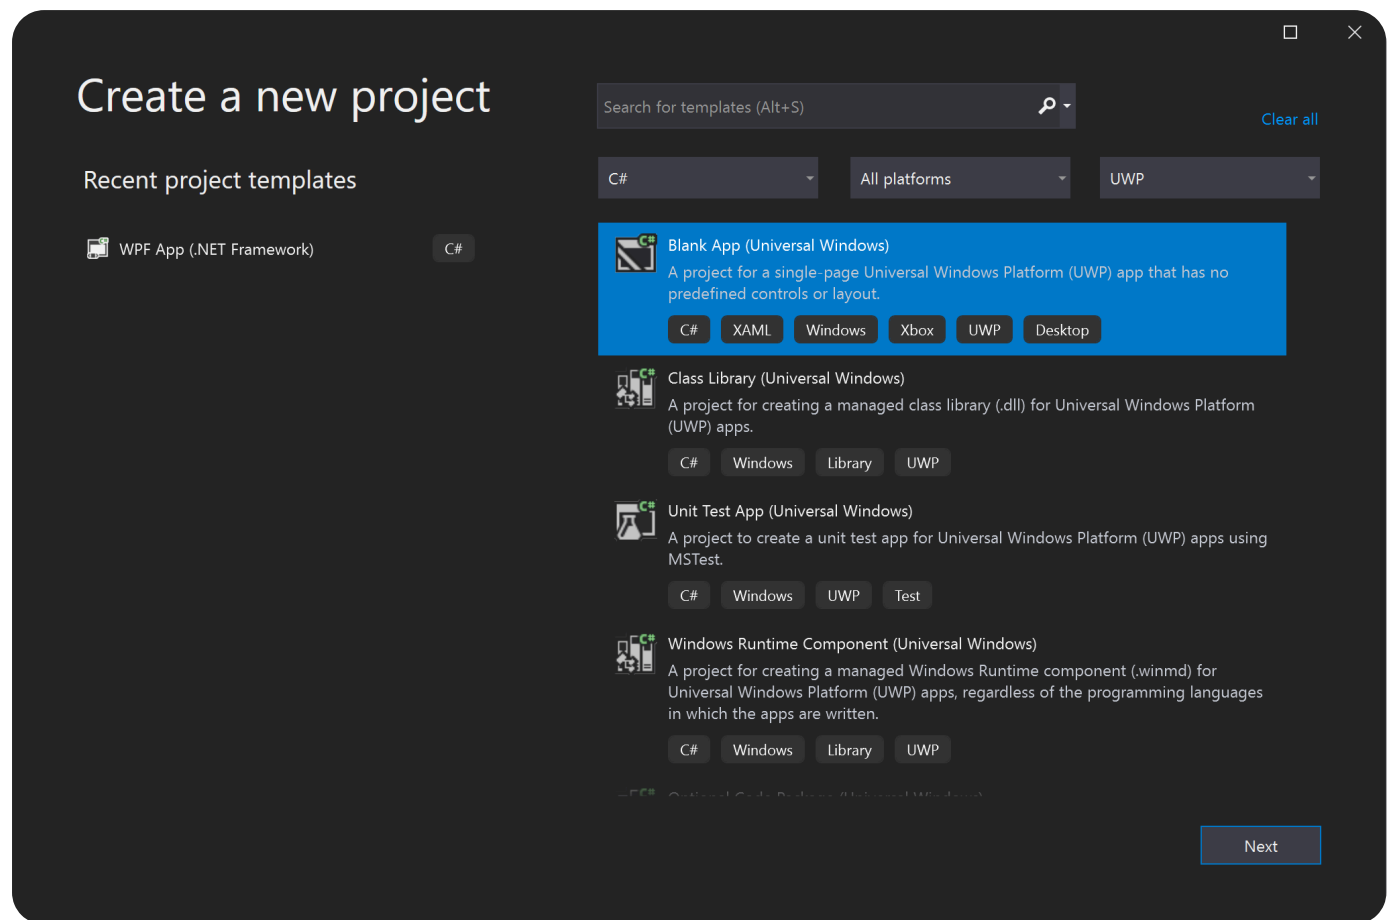 Create a new project
Search for templates (Alt+S)
Clear all
Recent project templates
C#
All platforms
UWP
WPF App (.NET Framework)
C#
C#
Blank App (Universal Windows)
A project for a single-page Universal Windows Platform (UWP) app that has no
predefined controls or layout.
C# XAML Windows Xbox UWP Desktop
C#
Class Library (Universal Windows)
A project for creating a managed class library (.dll) for Universal Windows Platform
(UWP) apps.
C# Windows Library UWP
C#
Unit Test App (Universal Windows)
A project to create a unit test app for Universal Windows Platform (UWP) apps using
MSTest.
C# Windows UWP Test
C#
Windows Runtime Component (Universal Windows)
A project for creating a managed Windows Runtime component (.winmd) for
Universal Windows Platform (UWP) apps, regardless of the programming languages
in which the apps are written.
C# Windows Library UWP
Optional Code Package (Universal Windows)
Next